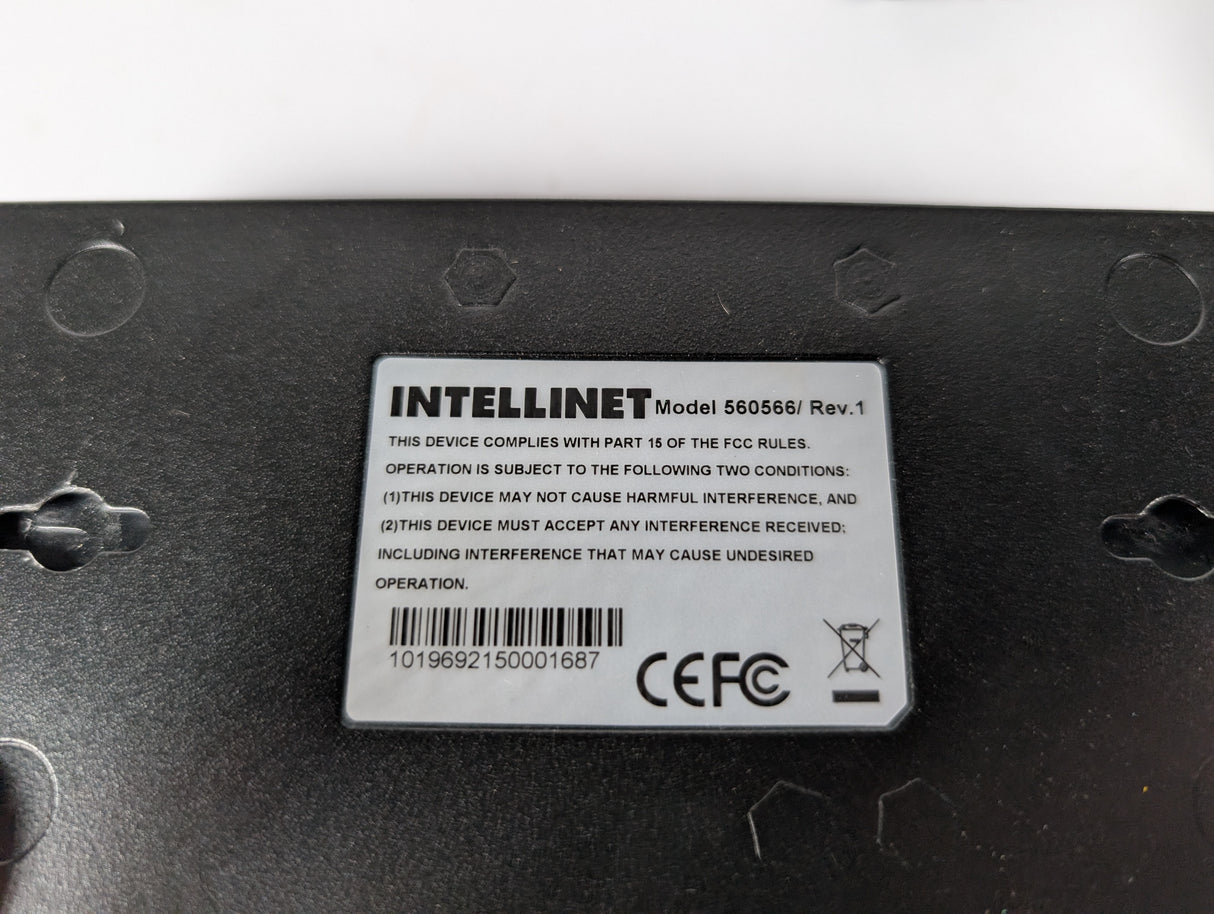 INTELLINET Model 560566/ Rev.1
THIS DEVICE COMPLIES WITH PART 15 OF THE FCC RULES.
OPERATION IS SUBJECT TO THE FOLLOWING TWO CONDITIONS:
(1)THIS DEVICE MAY NOT CAUSE HARMFUL INTERFERENCE, AND
(2)THIS DEVICE MUST ACCEPT ANY INTERFERENCE RECEIVED;
INCLUDING INTERFERENCE THAT MAY CAUSE UNDESIRED
OPERATION.
1019692150001687
CE FC